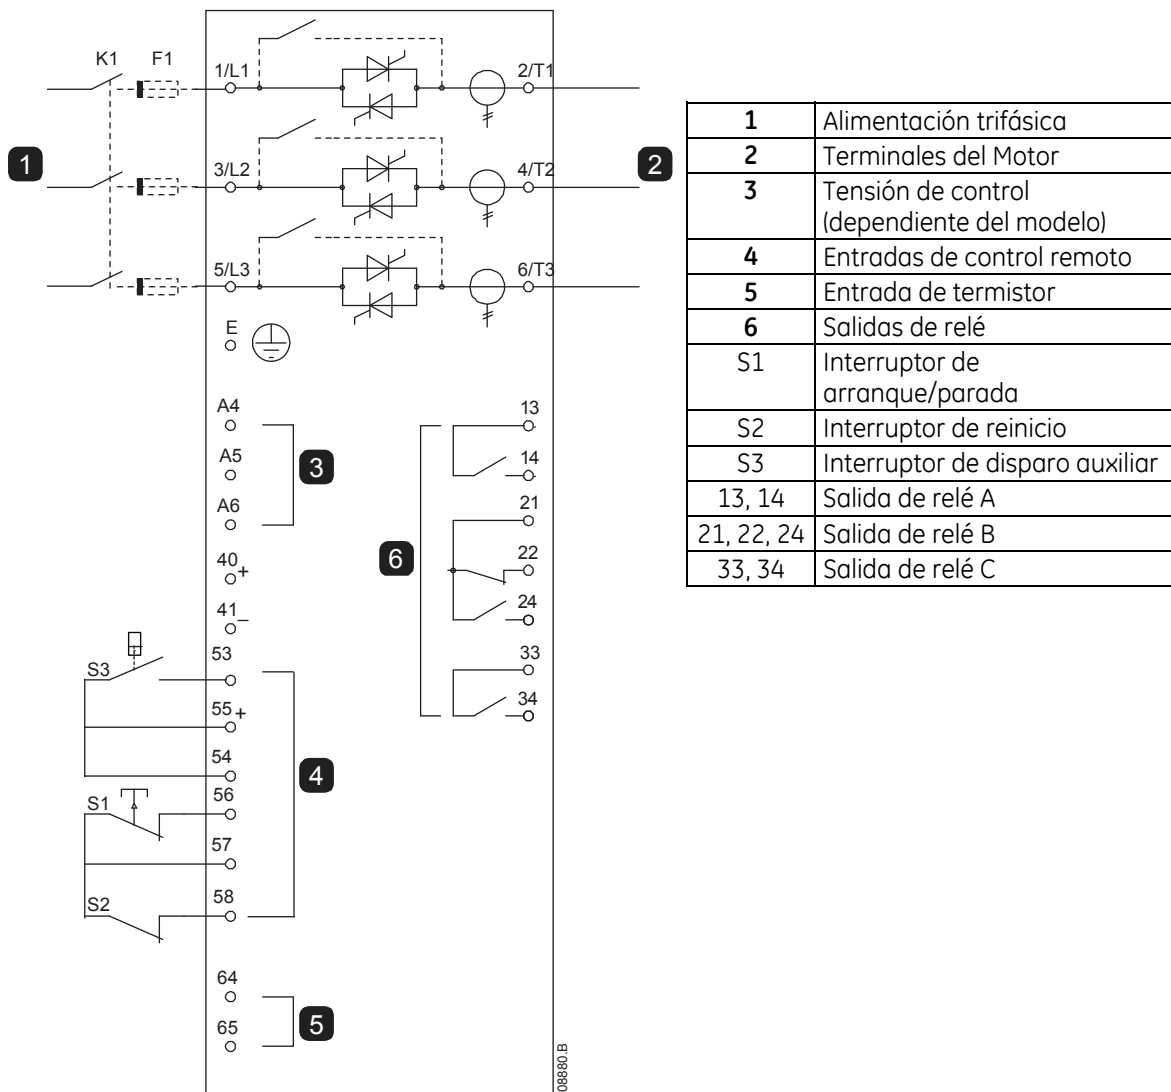 K1 F1
1/L1 2/T1
1
3/L2 4/T2
2
5/L3 6/T3
E
A4
A5
A6
3
40 +
41 –
S3 53
55 +
54
4
S1 56
57
S2 58
64
65
5
13
14
21
22
6
24
33
34
08880.B
1 Alimentación trifásica
2 Terminales del Motor
3 Tensión de control
(dependiente del modelo)
4 Entradas de control remoto
5 Entrada de termistor
6 Salidas de relé
S1 Interruptor de
arranque/parada
S2 Interruptor de reinicio
S3 Interruptor de disparo auxiliar
13, 14 Salida de relé A
21, 22, 24 Salida de relé B
33, 34 Salida de relé C